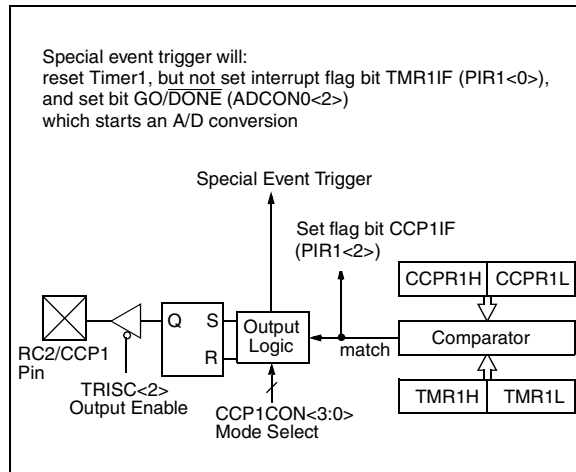 Special event trigger will:
reset Timer1, but not set interrupt flag bit TMR1IF (PIR1<0>),
and set bit GO/DONE (ADCON0<2>)
which starts an A/D conversion
Special Event Trigger
Set flag bit CCP1IF
(PIR1<2>)
CCPR1H CCPR1L
Q S
R
Output
Logic
match
Comparator
RC2/CCP1
Pin
TRISC<2>
Output Enable
CCP1CON<3:0>
Mode Select
TMR1H TMR1L